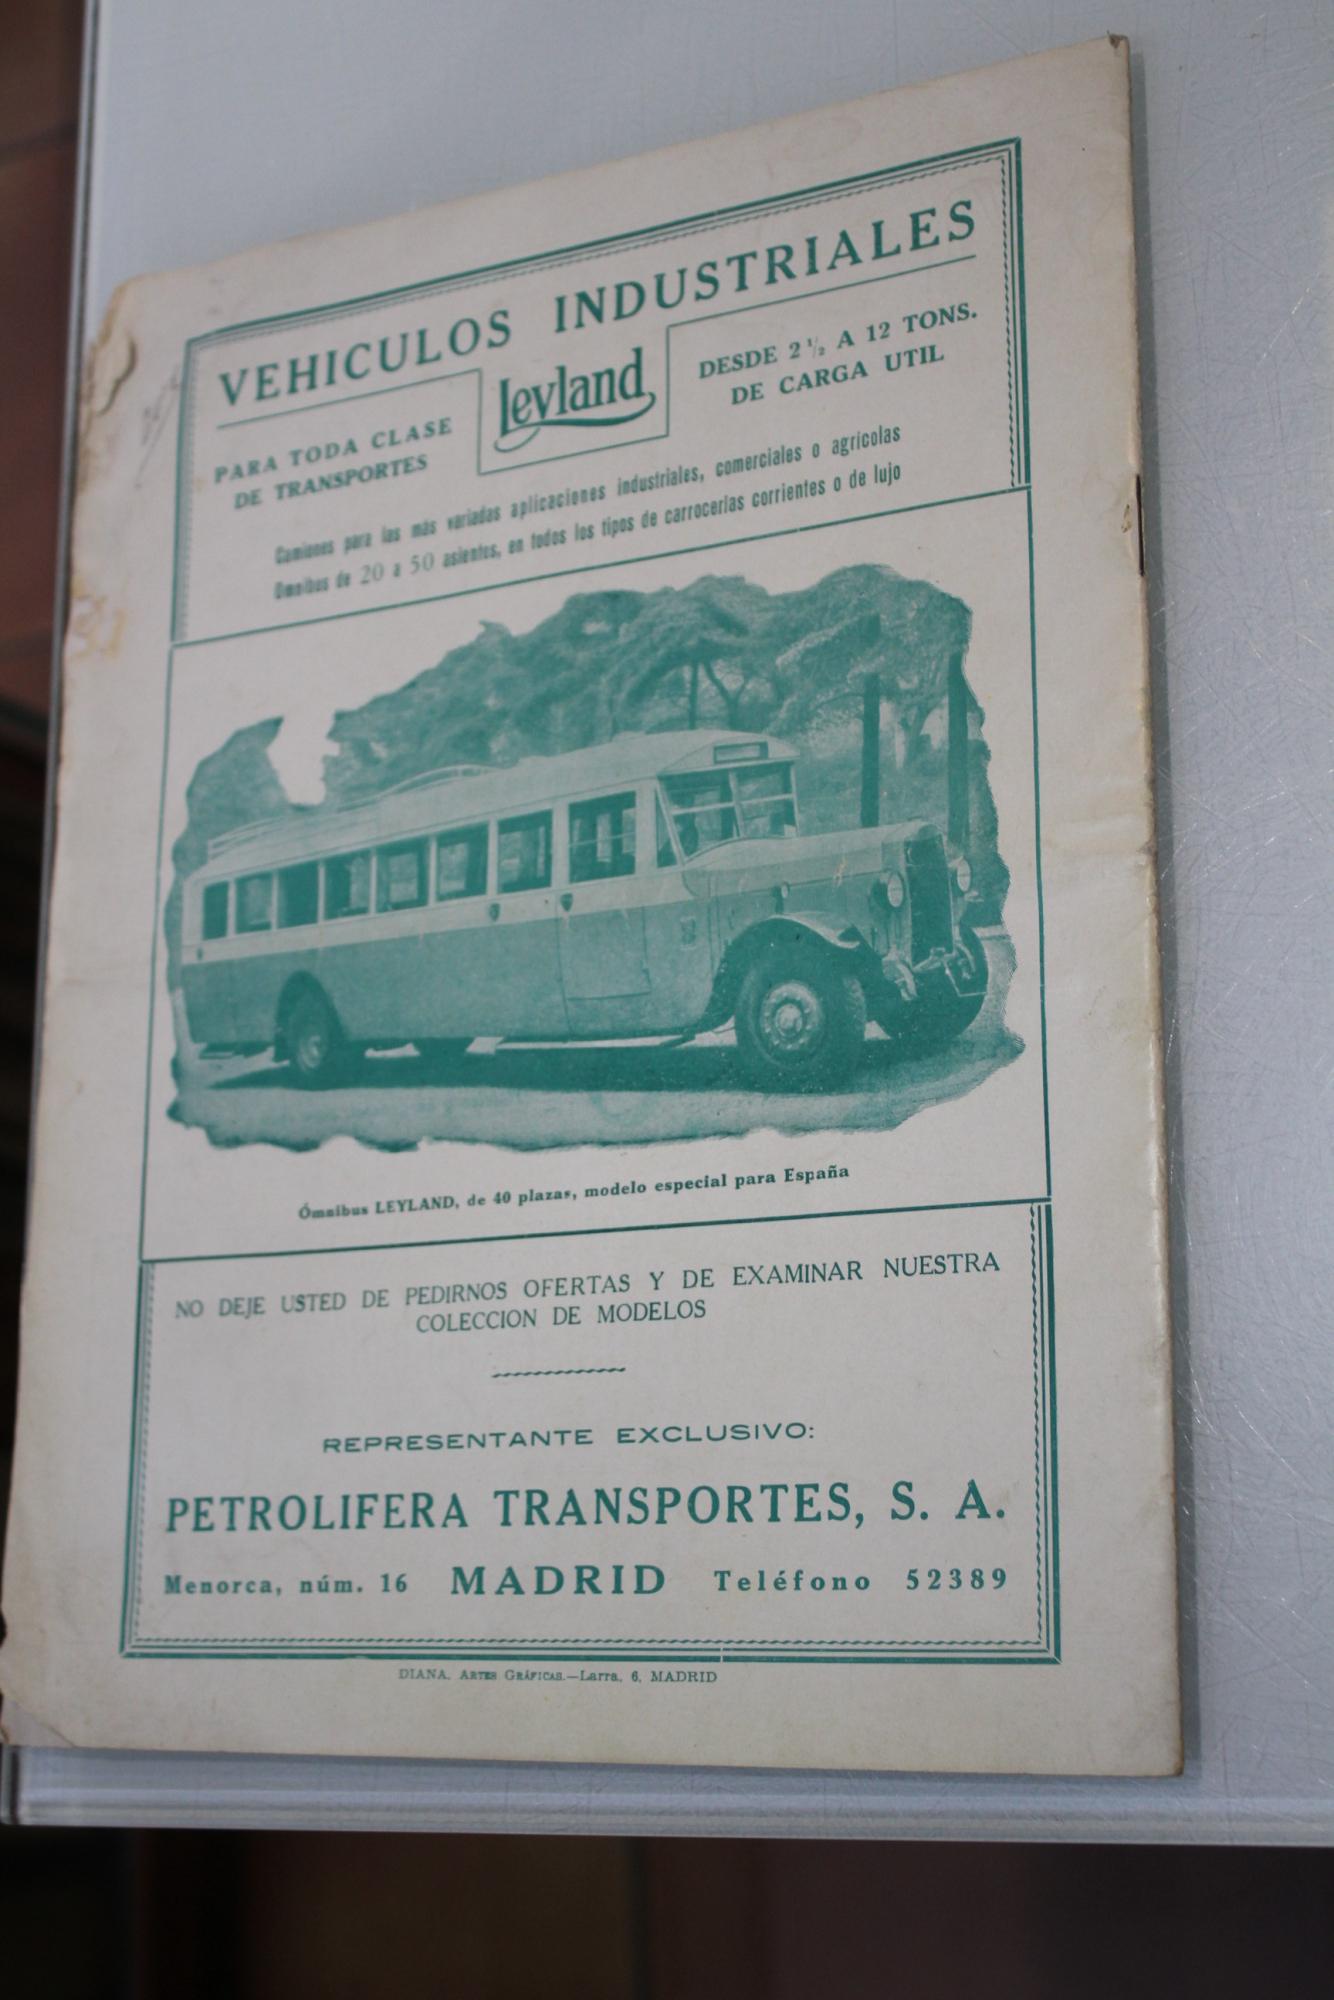 VEHICULOS INDUSTRIALES
PARA TODA CLASE
DE TRANSPORTES
Leyland
DESDE 2 ½ A 12 TONS.
DE CARGA UTIL
Camiones para las más variadas aplicaciones industriales, comerciales o agrícolas
Omnibus de 20 a 50 asientos, en todos los tipos de carrocerías corrientes o de lujo
Ómnibus LEYLAND, de 40 plazas, modelo especial para España
NO DEJE USTED DE PEDIRNOS OFERTAS Y DE EXAMINAR NUESTRA
COLECCION DE MODELOS
REPRESENTANTE EXCLUSIVO:
PETROLIFERA TRANSPORTES, S. A.
Menorca, núm. 16 MADRID Teléfono 52389
DIANA. ARTES GRÁFICAS.—Larra, 6, MADRID